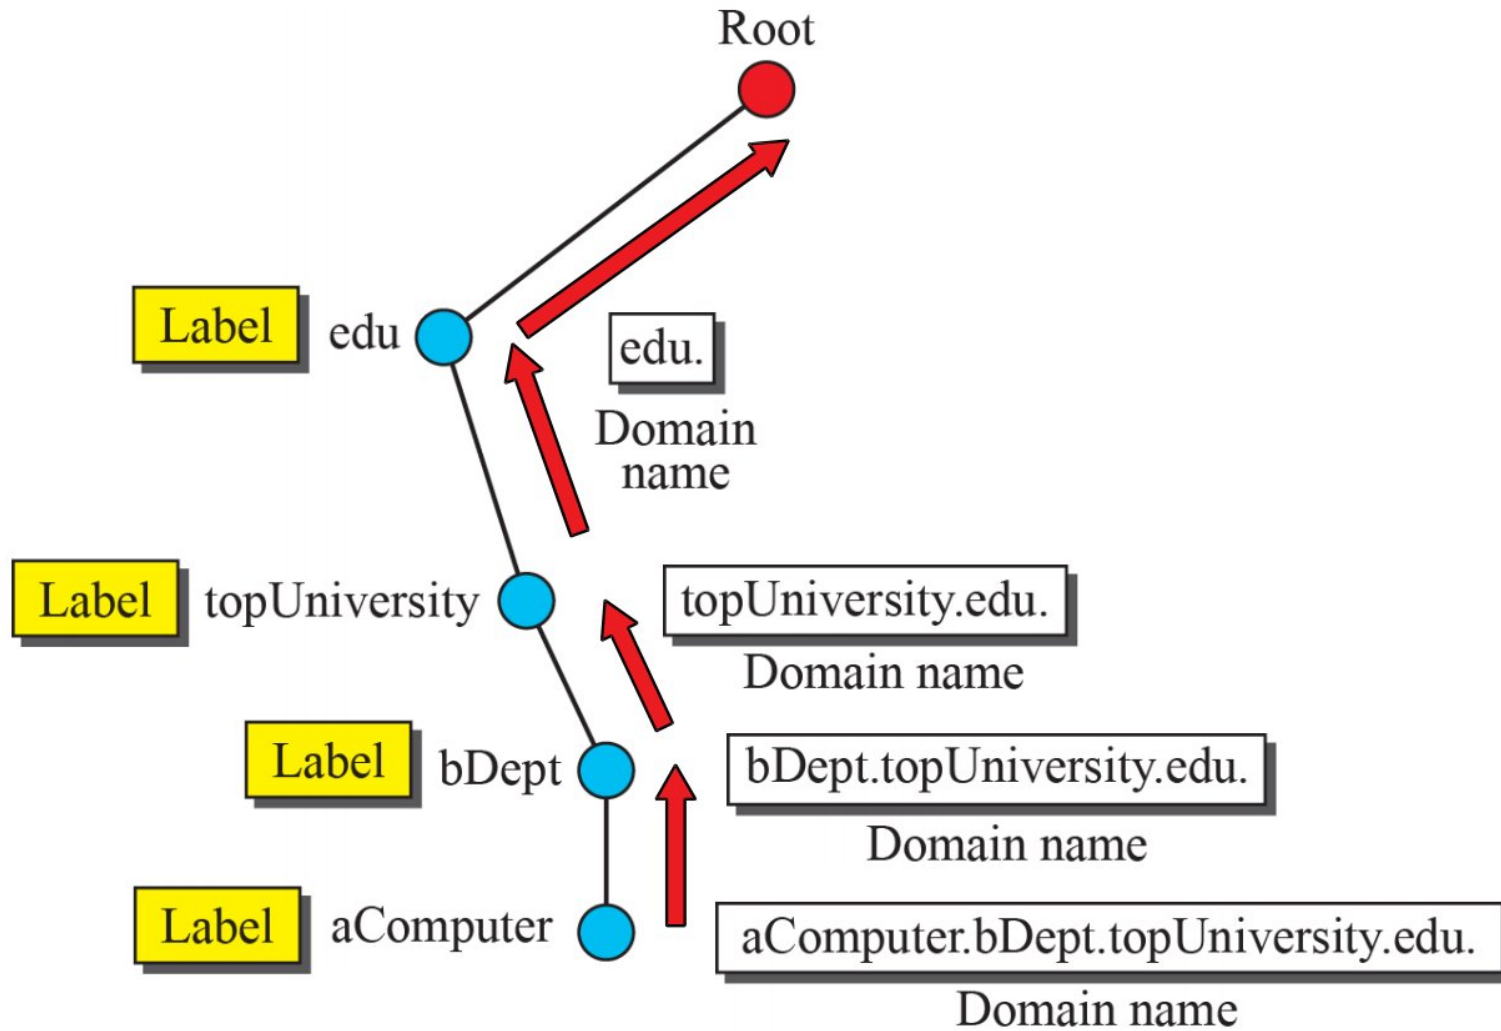 Root
Label
edu
edu.
Domain
name
Label
topUniversity
topUniversity.edu.
Domain name
Label
bDept
bDept.topUniversity.edu.
Domain name
Label
aComputer
aComputer.bDept.topUniversity.edu.
Domain name